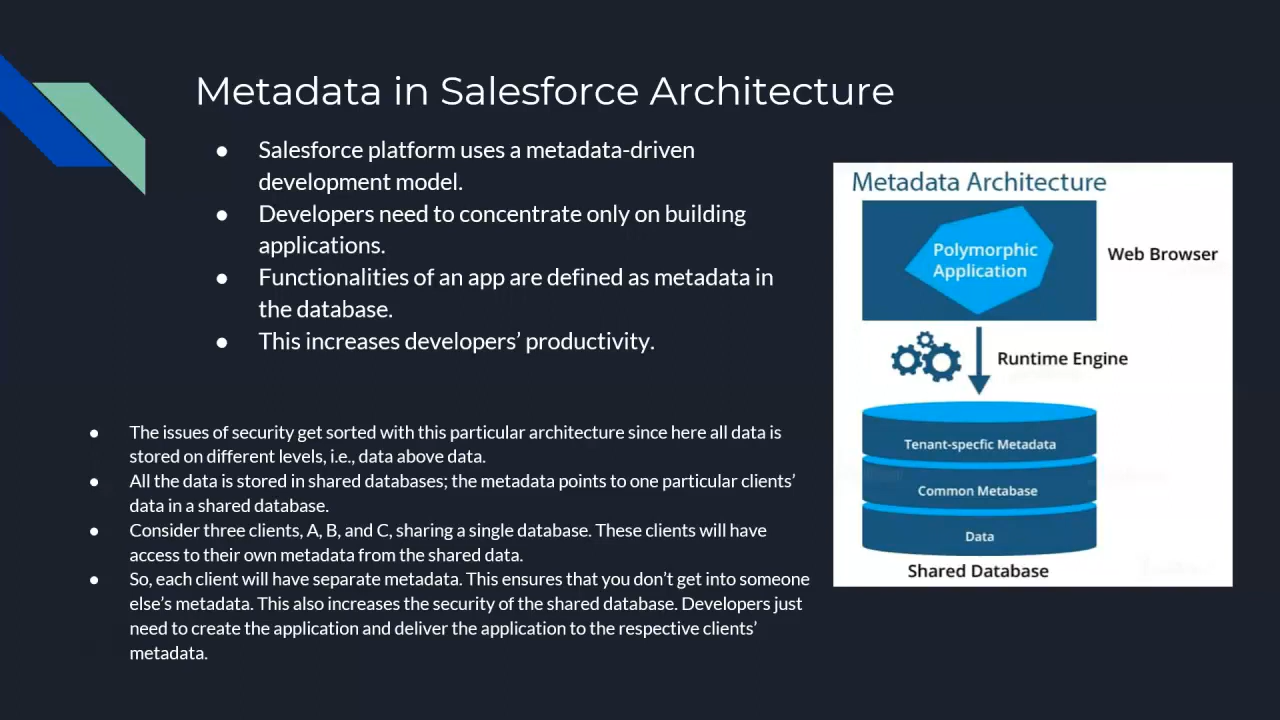 Metadata in Salesforce Architecture
● Salesforce platform uses a metadata-driven
development model.
● Developers need to concentrate only on building
applications.
● Functionalities of an app are defined as metadata in
the database.
● This increases developers’ productivity.
● The issues of security get sorted with this particular architecture since here all data is
stored on different levels, i.e., data above data.
● All the data is stored in shared databases; the metadata points to one particular clients’
data in a shared database.
● Consider three clients, A, B, and C, sharing a single database. These clients will have
access to their own metadata from the shared data.
● So, each client will have separate metadata. This ensures that you don’t get into someone
else’s metadata. This also increases the security of the shared database. Developers just
need to create the application and deliver the application to the respective clients’
metadata.
Metadata Architecture
Polymorphic
Application
Web Browser
Runtime Engine
Tenant-specfic Metadata
Common Metabase
Data
Shared Database